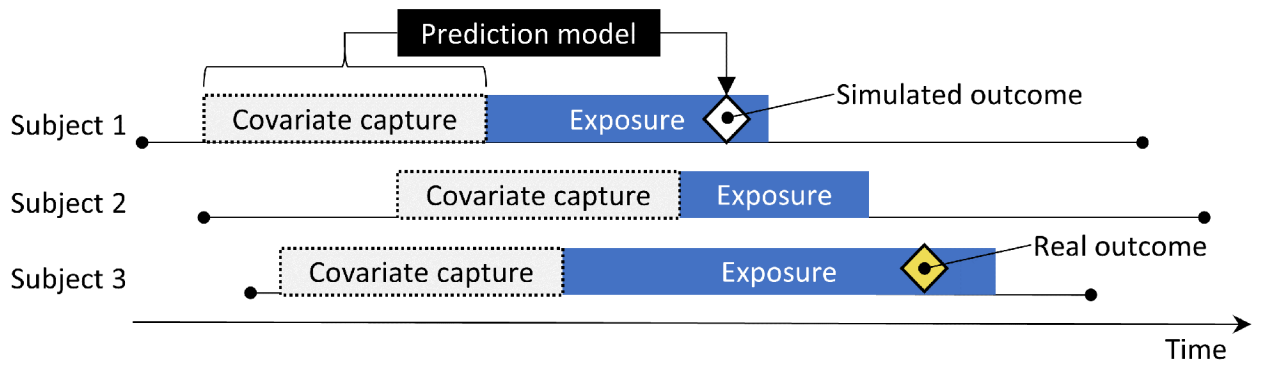 Prediction model
Simulated outcome
Subject 1
Covariate capture
Exposure
Subject 2
Covariate capture
Exposure
Real outcome
Subject 3
Covariate capture
Exposure
Time